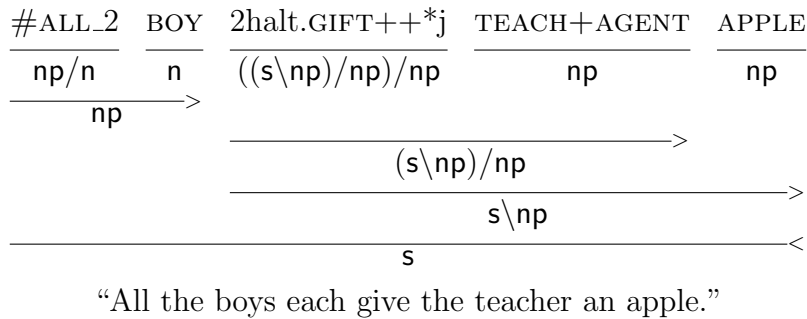 #ALL_2 BOY 2halt.GIFT++*j TEACH+AGENT APPLE
np/n n ((s\np)/np)/np np np
>
np
>
(s\np)/np
>
s\np
<
s
“All the boys each give the teacher an apple.”